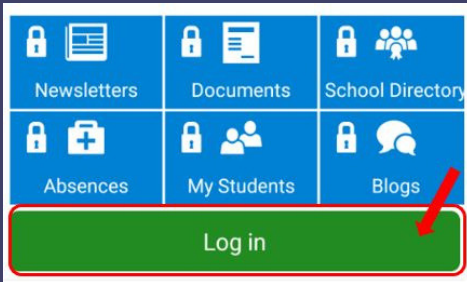 Newsletters Documents School Directory
Absences My Students Blogs
Log in